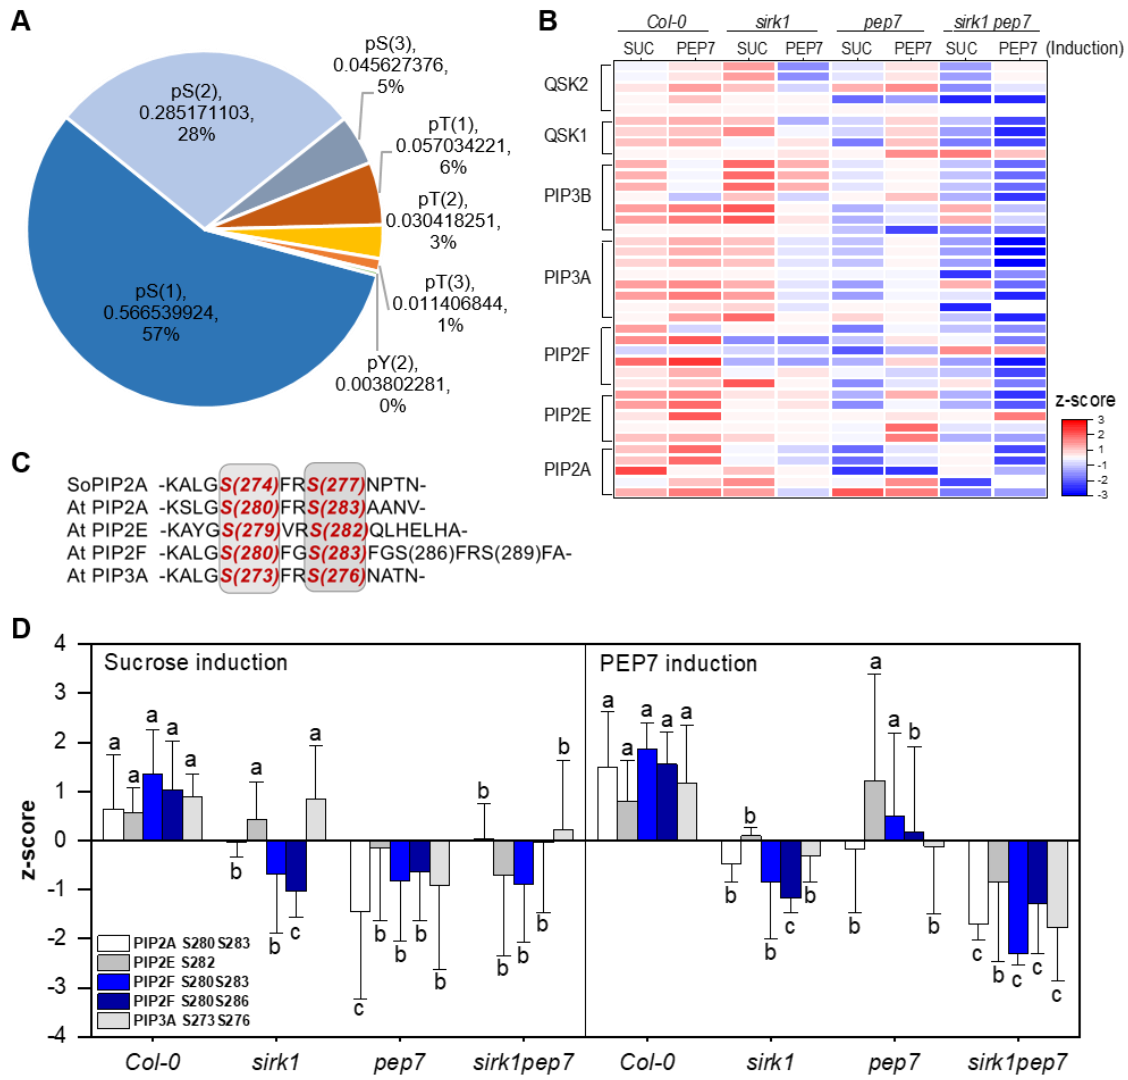 A
pS(3),
0.045627376,
5%
pS(2),
0.285171103,
28%
pT(1),
0.057034221,
6%
pT(2),
0.030418251,
3%
pS(1),
0.566539924,
57%
pT(3),
0.011406844,
1%
pY(2),
0.003802281,
0%
B
Col-0 sirk1 pep7 sirk1 pep7
SUC PEP7 SUC PEP7 SUC PEP7 SUC PEP7 (Induction)
QSK2
QSK1
PIP3B
PIP3A
PIP2F
PIP2E
PIP2A
z-score
3
2
1
0
-1
-2
-3
C
SoPIP2A -KALGS(274)FRS(277)NPTN-
At PIP2A -KSLGS(280)FRS(283)AANV-
At PIP2E -KAYGS(279)VRS(282)QLHELHA-
At PIP2F -KALGS(280)FGS(283)FGS(286)FRS(289)FA-
At PIP3A -KALGS(273)FRS(276)NATN-
D
z-score
4
3
2
1
0
-1
-2
-3
-4
Sucrose induction
a a a a a
b a b c a
c b b b b
b b b b b
PIP2A S280 S283
PIP2E S282
PIP2F S280 S283
PIP2F S280 S286
PIP3A S273 S276
PEP7 induction
a a a a a
b b b c b
b a a b b
c b c c c
Col-0 sirk1 pep7 sirk1pep7 Col-0 sirk1 pep7 sirk1pep7